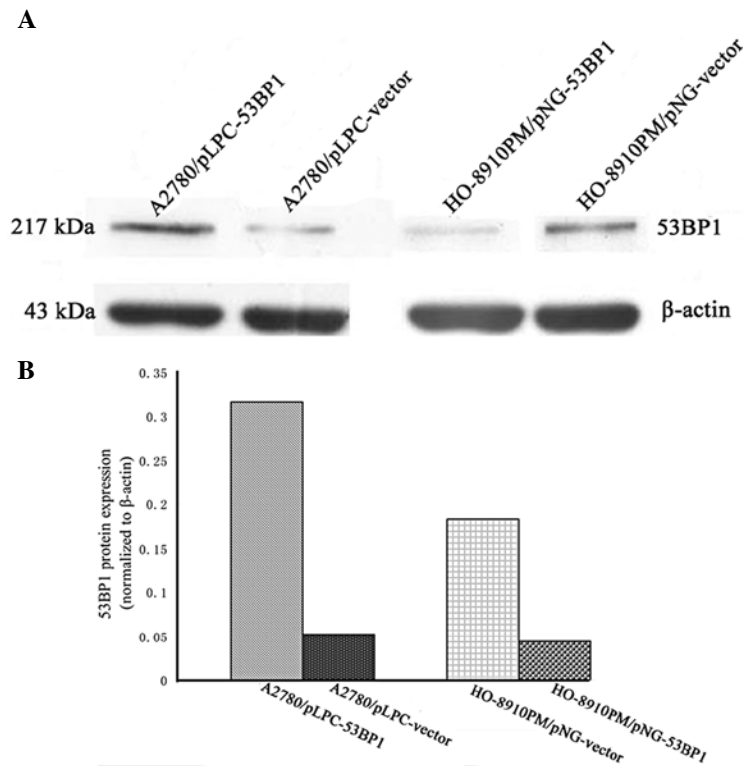 A
A2780/pLPC-53BP1
A2780/pLPC-vector
HO-8910PM/pNG-53BP1
HO-8910PM/pNG-vector
217 kDa
53BP1
43 kDa
β-actin
B
53BP1 protein expression
(normalized to β-actin)
0.35
0.3
0.25
0.2
0.15
0.1
0.05
0
A2780/pLPC-53BP1
A2780/pLPC-vector
HO-8910PM/pNG-vector
HO-8910PM/pNG-53BP1